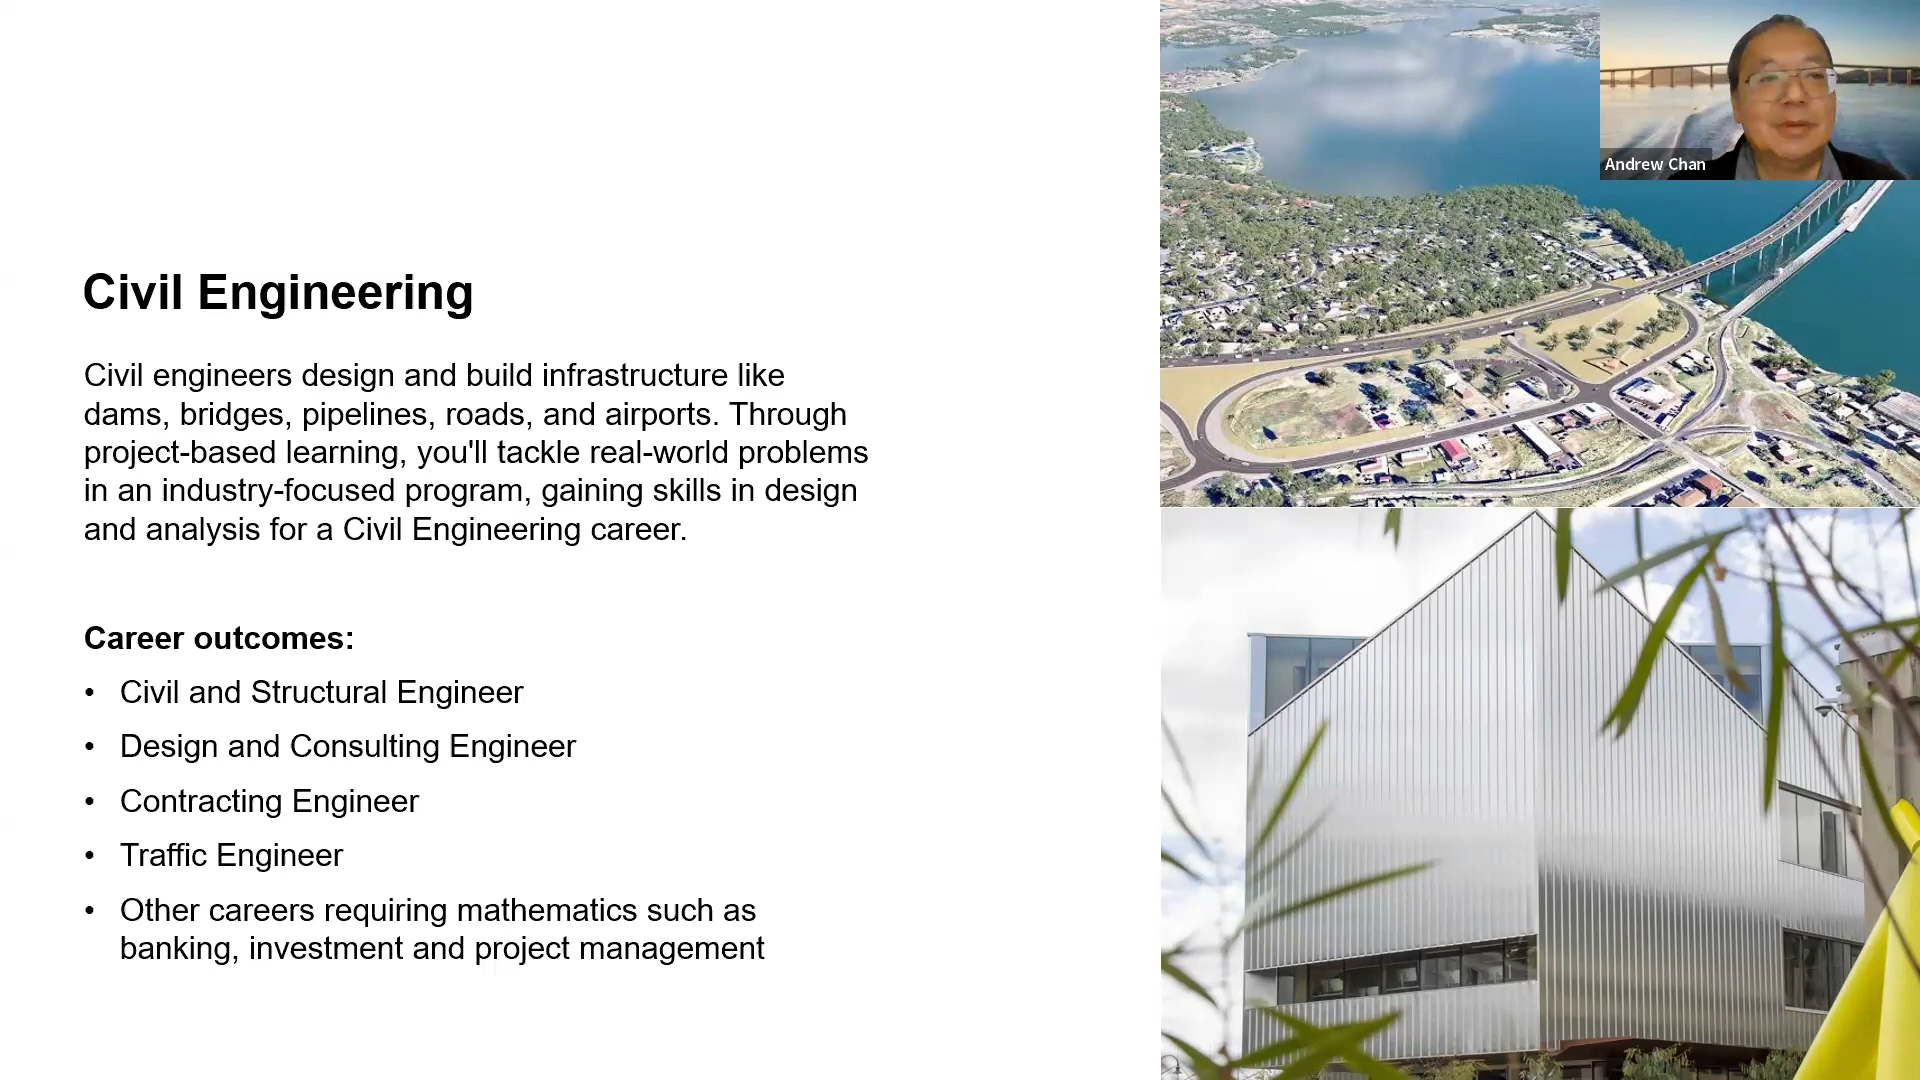 Andrew Chan
Civil Engineering
Civil engineers design and build infrastructure like
dams, bridges, pipelines, roads, and airports. Through
project-based learning, you'll tackle real-world problems
in an industry-focused program, gaining skills in design
and analysis for a Civil Engineering career.
Career outcomes:
• Civil and Structural Engineer
• Design and Consulting Engineer
• Contracting Engineer
• Traffic Engineer
• Other careers requiring mathematics such as
banking, investment and project management